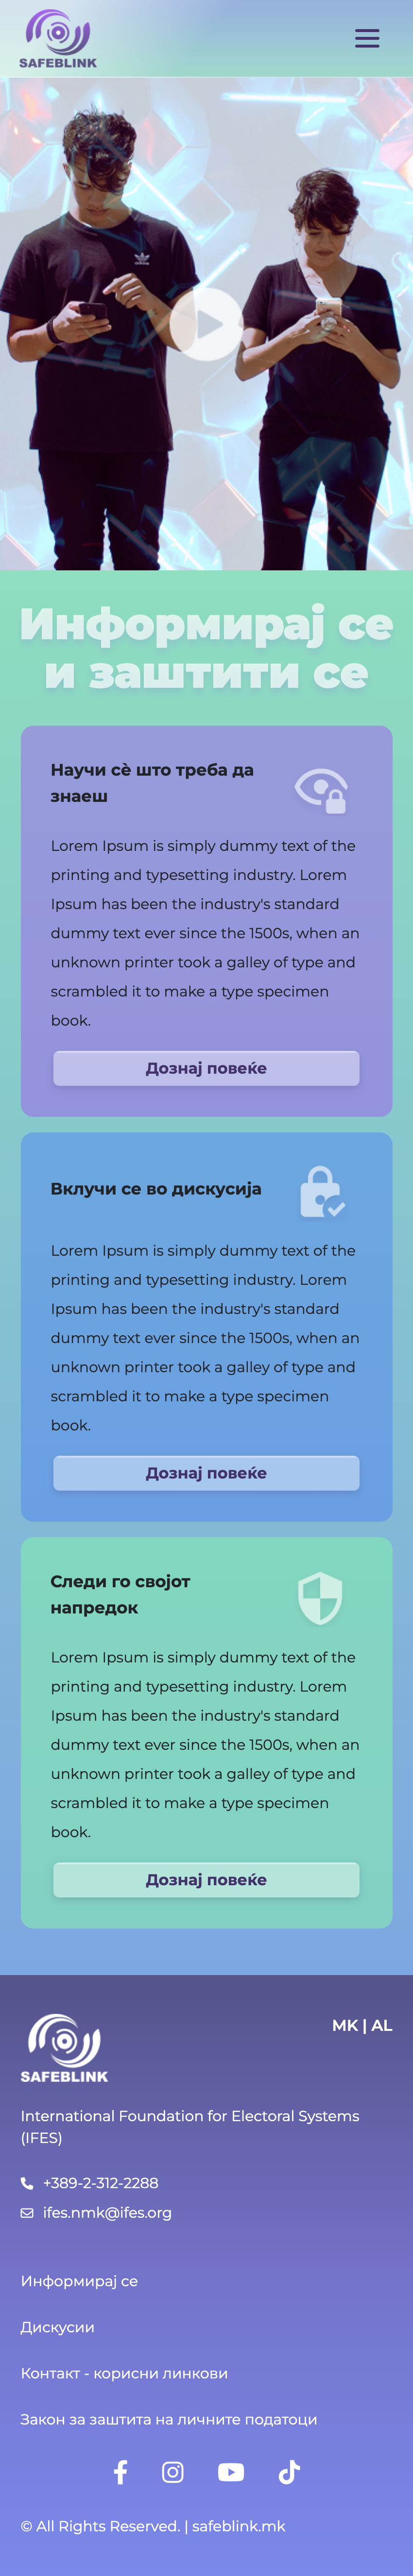 SAFEBLINK
Информирај се
и заштити се
Научи сѐ што треба да
знаеш
Lorem Ipsum is simply dummy text of the
printing and typesetting industry. Lorem
Ipsum has been the industry's standard
dummy text ever since the 1500s, when an
unknown printer took a galley of type and
scrambled it to make a type specimen
book.
Дознај повеќе
Вклучи се во дискусија
Lorem Ipsum is simply dummy text of the
printing and typesetting industry. Lorem
Ipsum has been the industry's standard
dummy text ever since the 1500s, when an
unknown printer took a galley of type and
scrambled it to make a type specimen
book.
Дознај повеќе
Следи го својот
напредок
Lorem Ipsum is simply dummy text of the
printing and typesetting industry. Lorem
Ipsum has been the industry's standard
dummy text ever since the 1500s, when an
unknown printer took a galley of type and
scrambled it to make a type specimen
book.
Дознај повеќе
SAFEBLINK
MK | AL
International Foundation for Electoral Systems
(IFES)
+389-2-312-2288
ifes.nmk@ifes.org
Информирај се
Дискусии
Контакт - корисни линкови
Закон за заштита на личните податоци
© All Rights Reserved. | safeblink.mk